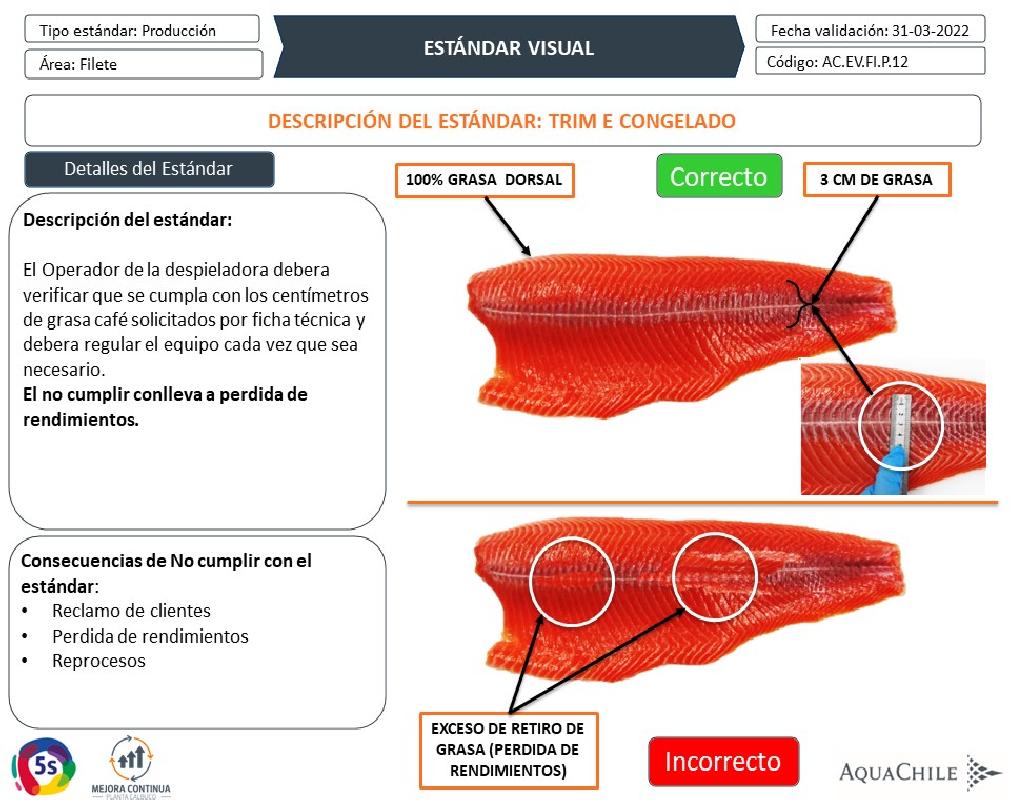 Tipo estándar: Producción
Área: Filete
ESTÁNDAR VISUAL
Fecha validación: 31-03-2022
Código: AC.EV.FI.P.12
DESCRIPCIÓN DEL ESTÁNDAR: TRIM E CONGELADO
Detalles del Estándar
Descripción del estándar:
El Operador de la despieladora debera
verificar que se cumpla con los centímetros
de grasa café solicitados por ficha técnica y
debera regular el equipo cada vez que sea
necesario.
El no cumplir conlleva a perdida de
rendimientos.
Consecuencias de No cumplir con el
estándar:
• Reclamo de clientes
• Perdida de rendimientos
• Reprocesos
100% GRASA DORSAL
Correcto
3 CM DE GRASA
EXCESO DE RETIRO DE
GRASA (PERDIDA DE
RENDIMIENTOS)
Incorrecto
5s
MEJORA CONTINUA
PLANTA CALBUCO
AQUACHILE